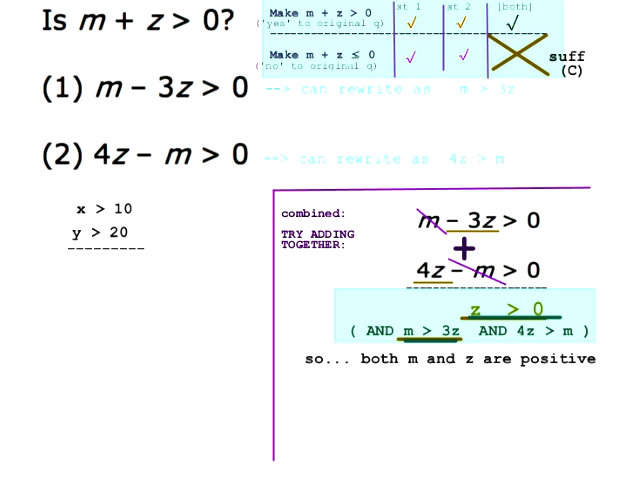 Is m + z > 0?
Make m + z > 0
('yes' to original q)
st 1
st 2
[both]
✓ ✓ ✓
Make m + z ≤ 0
('no' to original q)
✓ ✓
suff
(C)
(1) m – 3z > 0
--> can rewrite as m > 3z
(2) 4z – m > 0
--> can rewrite as 4z > m
x > 10
y > 20
combined:
TRY ADDING
TOGETHER:
m – 3z > 0
+
4z – m > 0
z > 0
( AND m > 3z AND 4z > m )
so... both m and z are positive